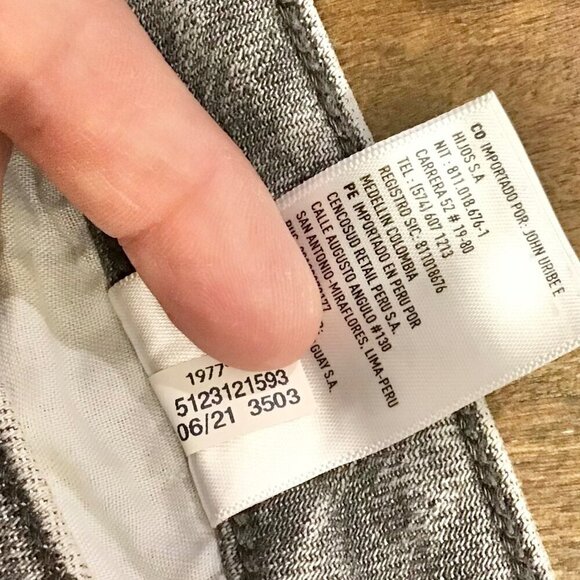 CO IMPORTADO POR: JOHN URIBE E
HIJOS S.A
NIT : 811.018.676-1
CARRERA 52 # 19-80
TEL : (574) 607 1213
REGISTRO SIC: 811018676
MEDELLIN COLOMBIA
PE IMPORTADO EN PERU POR
CENCOSUD RETAIL PERU S.A.
CALLE AUGUSTO ANGULO #130
SAN ANTONIO-MIRAFLORES, LIMA-PERU
GUAY S.A.
1977
5123121593
06/21 3503